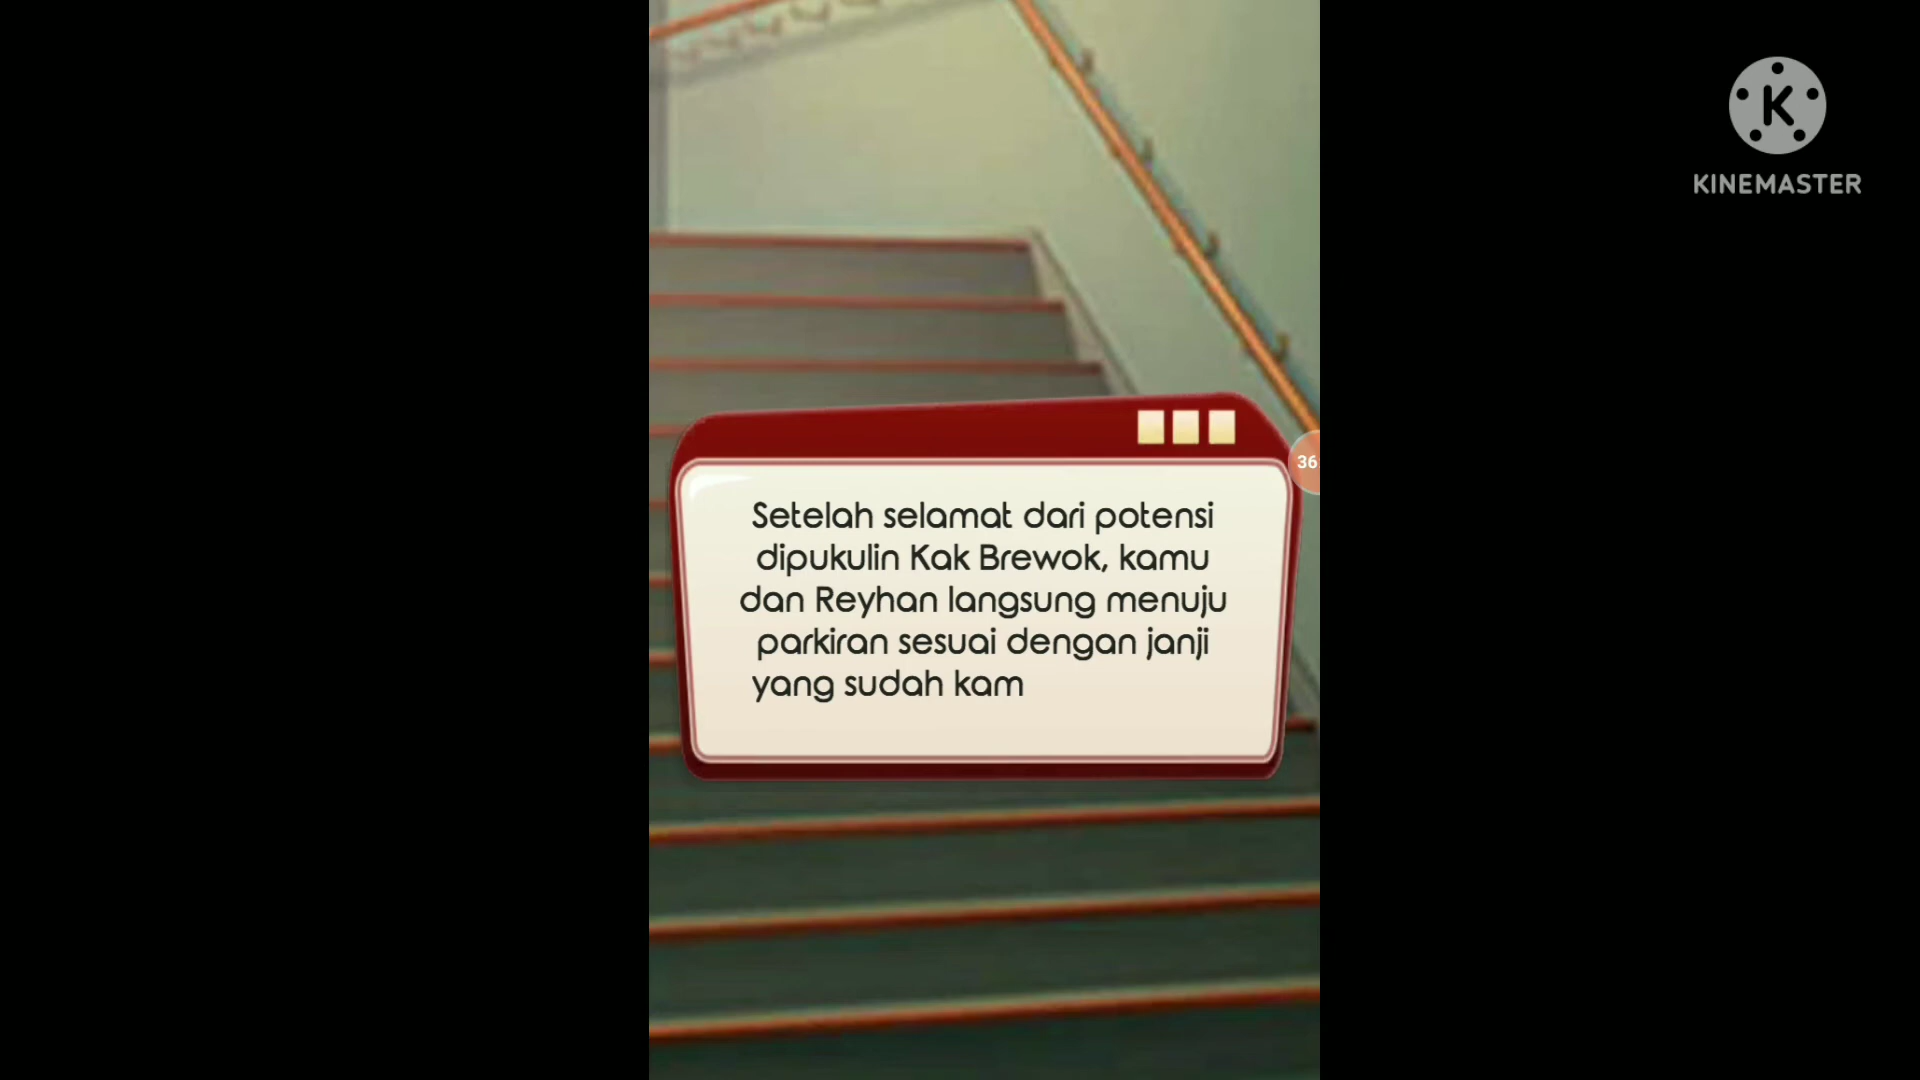 KINEMASTER
36
Setelah selamat dari potensi
dipukulin Kak Brewok, kamu
dan Reyhan langsung menuju
parkiran sesuai dengan janji
yang sudah kam